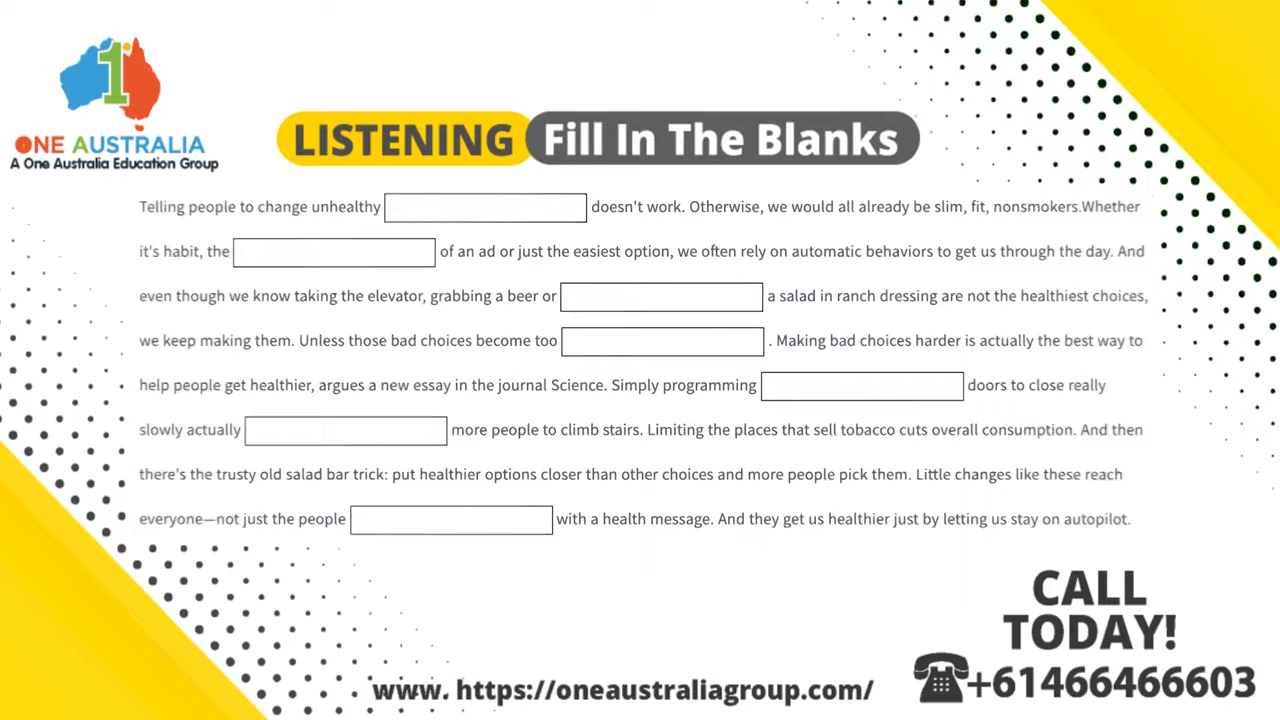 1
ONE AUSTRALIA
A One Australia Education Group
LISTENING Fill In The Blanks
Telling people to change unhealthy doesn't work. Otherwise, we would all already be slim, fit, nonsmokers.Whether
it's habit, the of an ad or just the easiest option, we often rely on automatic behaviors to get us through the day. And
even though we know taking the elevator, grabbing a beer or a salad in ranch dressing are not the healthiest choices,
we keep making them. Unless those bad choices become too . Making bad choices harder is actually the best way to
help people get healthier, argues a new essay in the journal Science. Simply programming doors to close really
slowly actually more people to climb stairs. Limiting the places that sell tobacco cuts overall consumption. And then
there's the trusty old salad bar trick: put healthier options closer than other choices and more people pick them. Little changes like these reach
everyone—not just the people with a health message. And they get us healthier just by letting us stay on autopilot.
CALL
TODAY!
+61466466603
www. https://oneaustraliagroup.com/